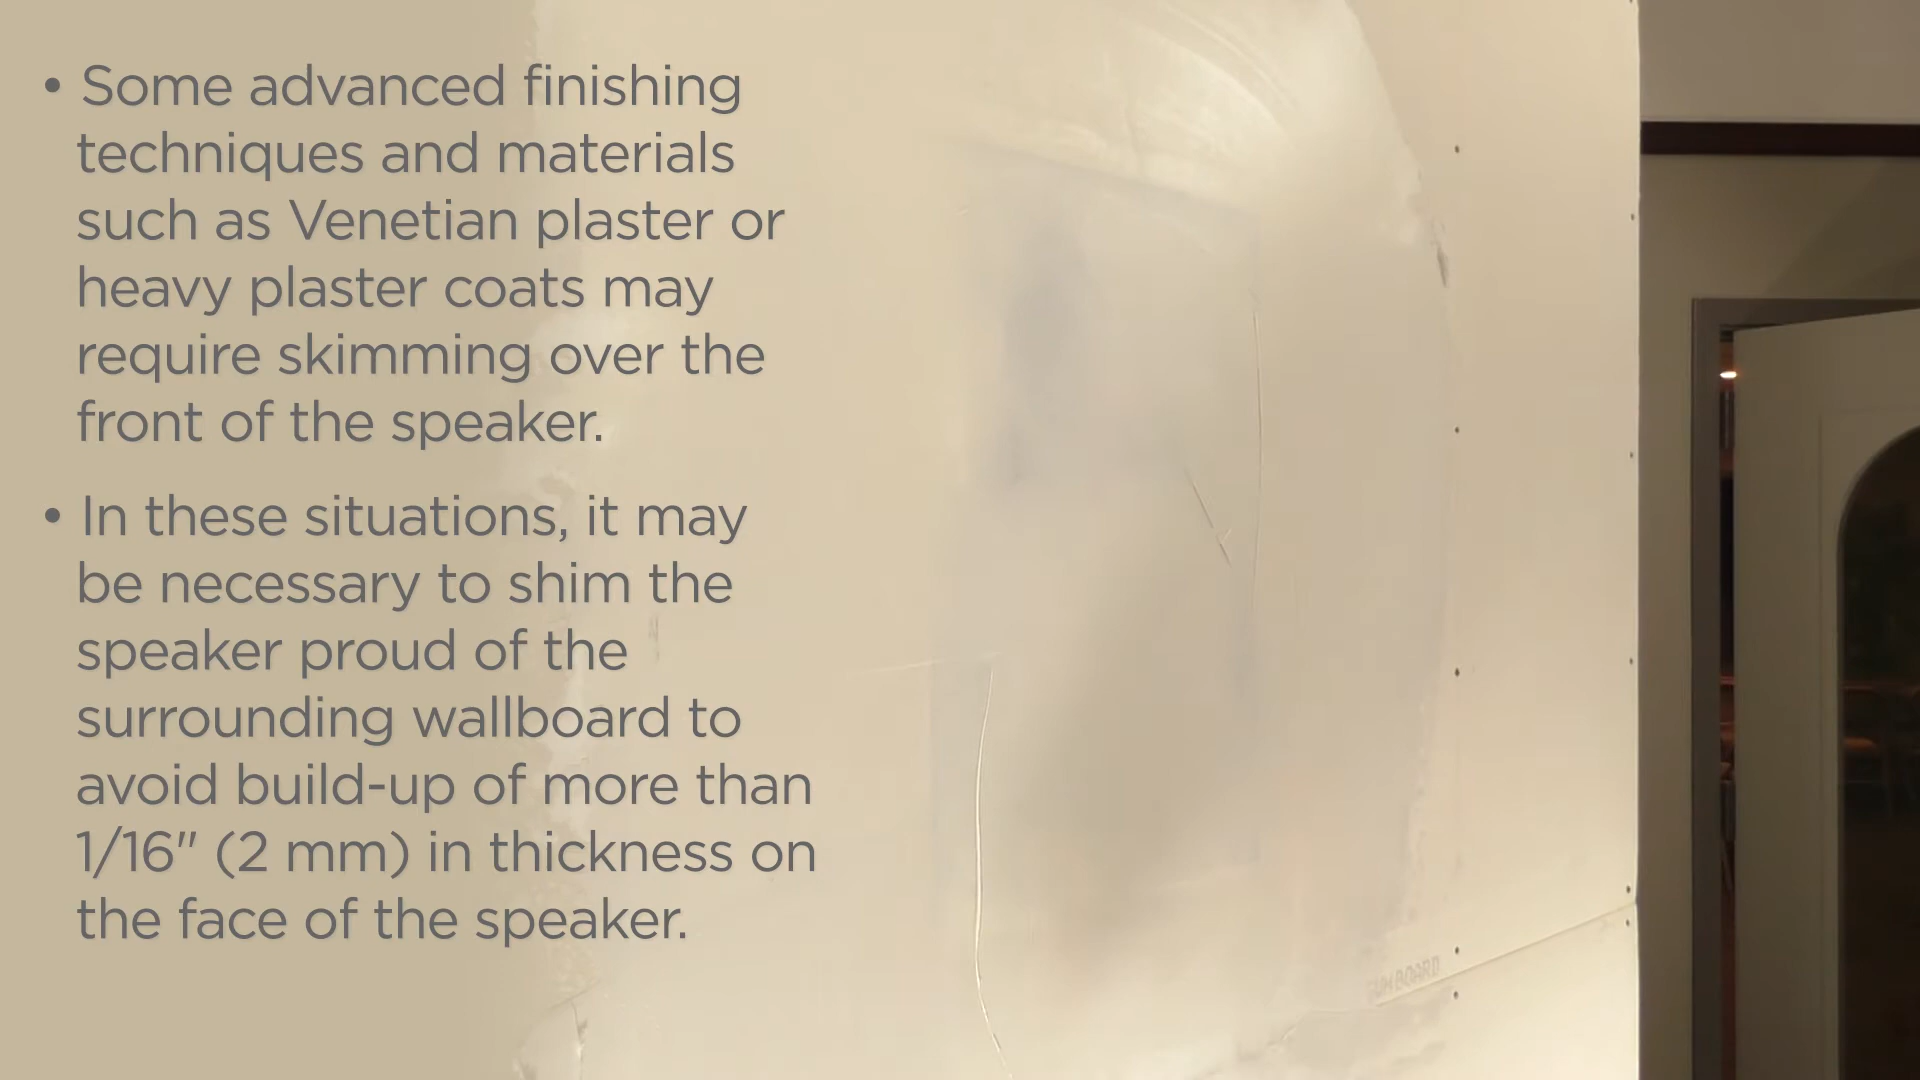 • Some advanced finishing
techniques and materials
such as Venetian plaster or
heavy plaster coats may
require skimming over the
front of the speaker.
• In these situations, it may
be necessary to shim the
speaker proud of the
surrounding wallboard to
avoid build-up of more than
1/16" (2 mm) in thickness on
the face of the speaker.
BOARD